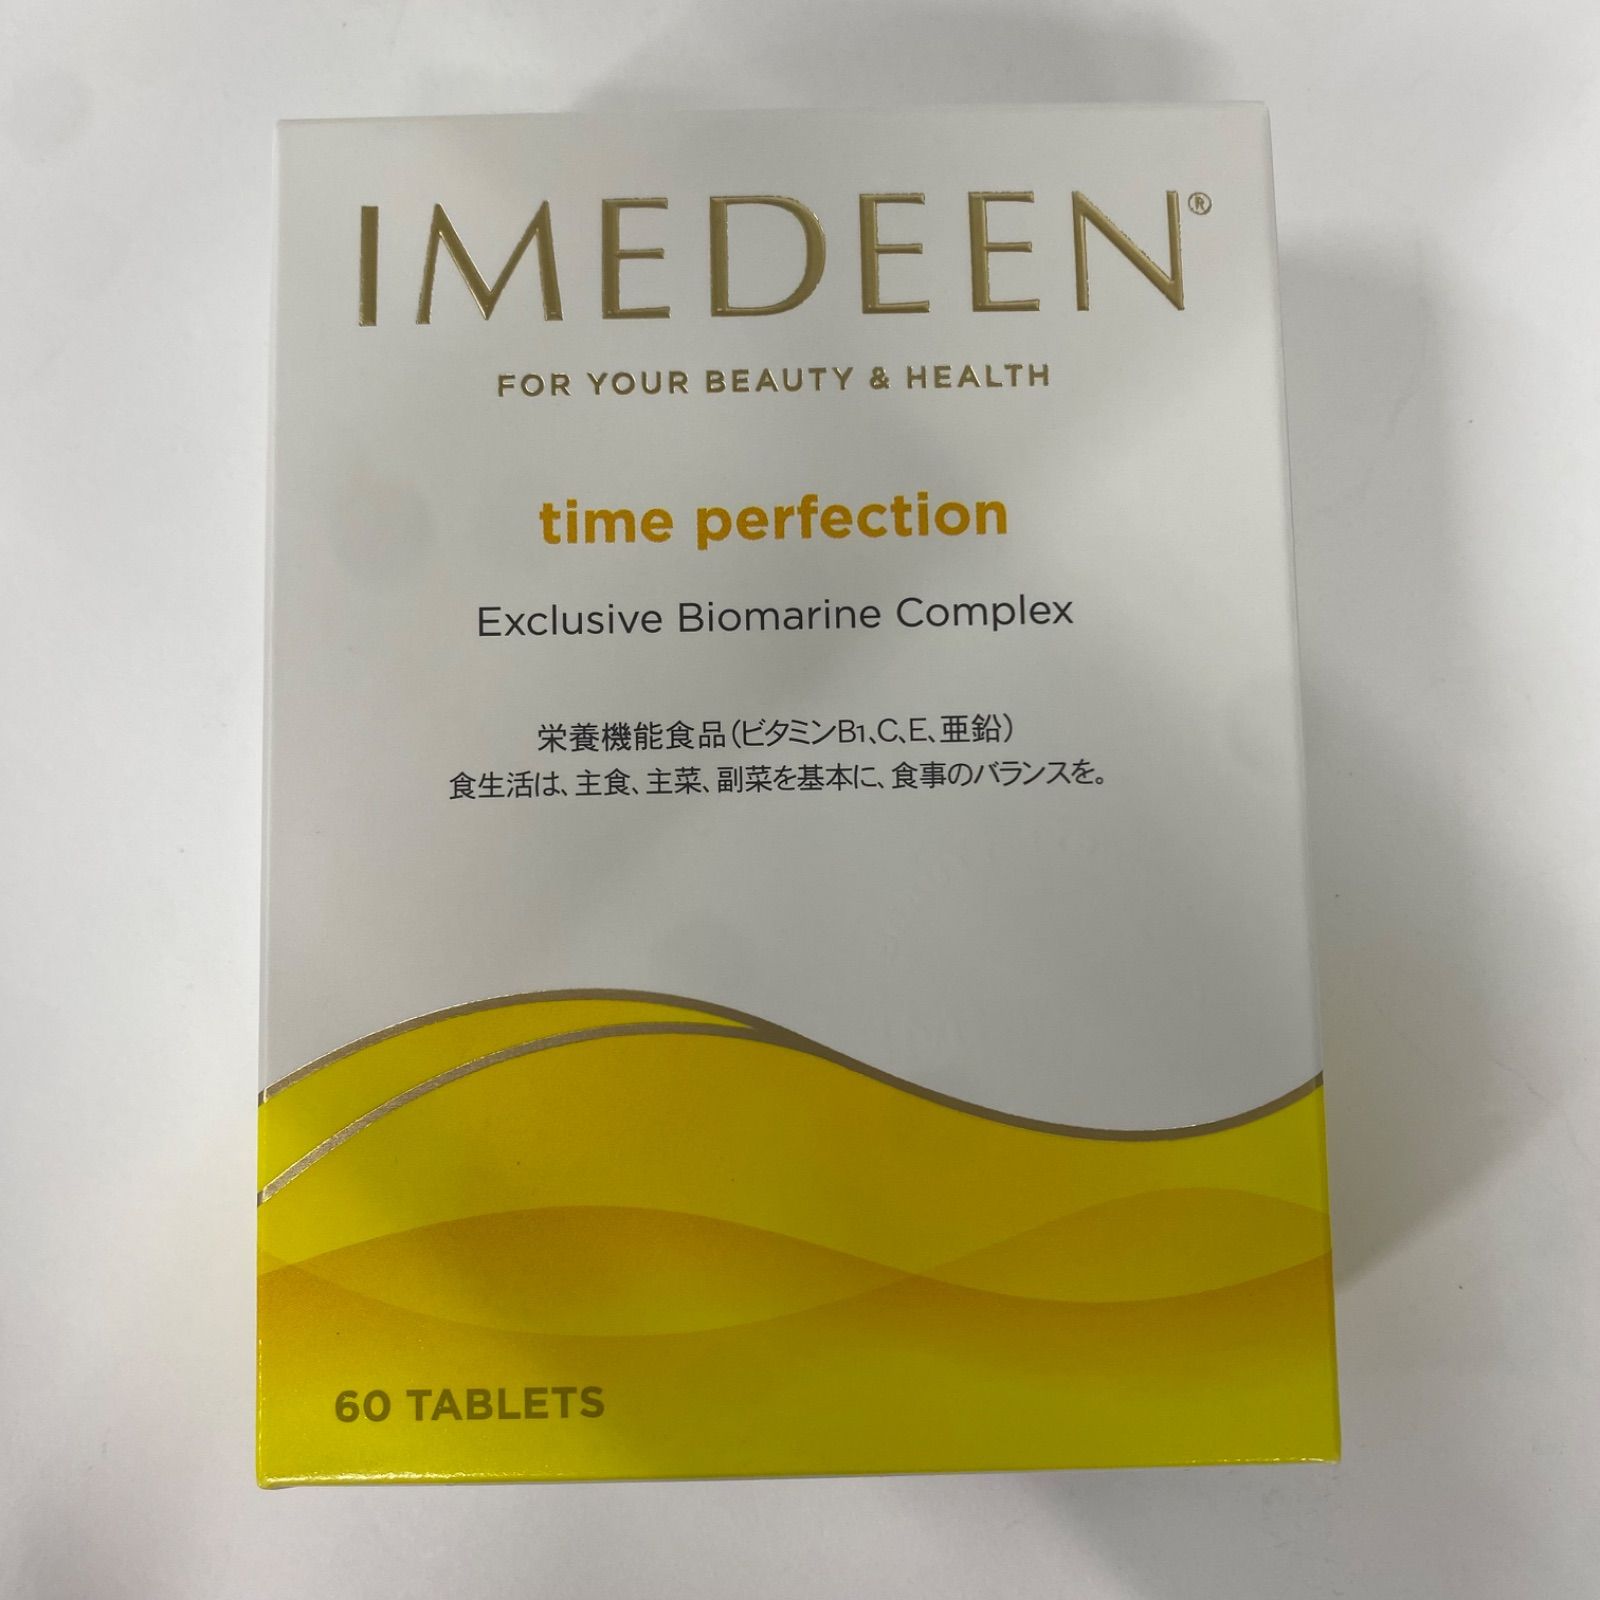 IMEDEEN®
FOR YOUR BEAUTY & HEALTH
time perfection
Exclusive Biomarine Complex
栄養機能食品（ビタミンB1、C、E、亜鉛）
食生活は、主食、主菜、副菜を基本に、食事のバランスを。
60 TABLETS